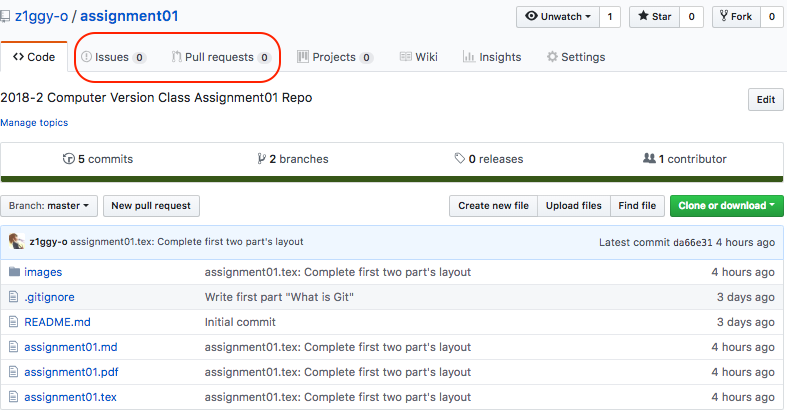 z1ggy-o / assignment01 Unwatch 1 Star 0 Fork 0
Code Issues 0 Pull requests 0 Projects 0 Wiki Insights Settings
2018-2 Computer Version Class Assignment01 Repo Edit
Manage topics
5 commits 2 branches 0 releases 1 contributor
Branch: master New pull request Create new file Upload files Find file Clone or download
z1ggy-o assignment01.tex: Complete first two part's layout Latest commit da66e31 4 hours ago
images assignment01.tex: Complete first two part's layout 4 hours ago
.gitignore Write first part "What is Git" 3 days ago
README.md Initial commit 3 days ago
assignment01.md assignment01.tex: Complete first two part's layout 4 hours ago
assignment01.pdf assignment01.tex: Complete first two part's layout 4 hours ago
assignment01.tex assignment01.tex: Complete first two part's layout 4 hours ago